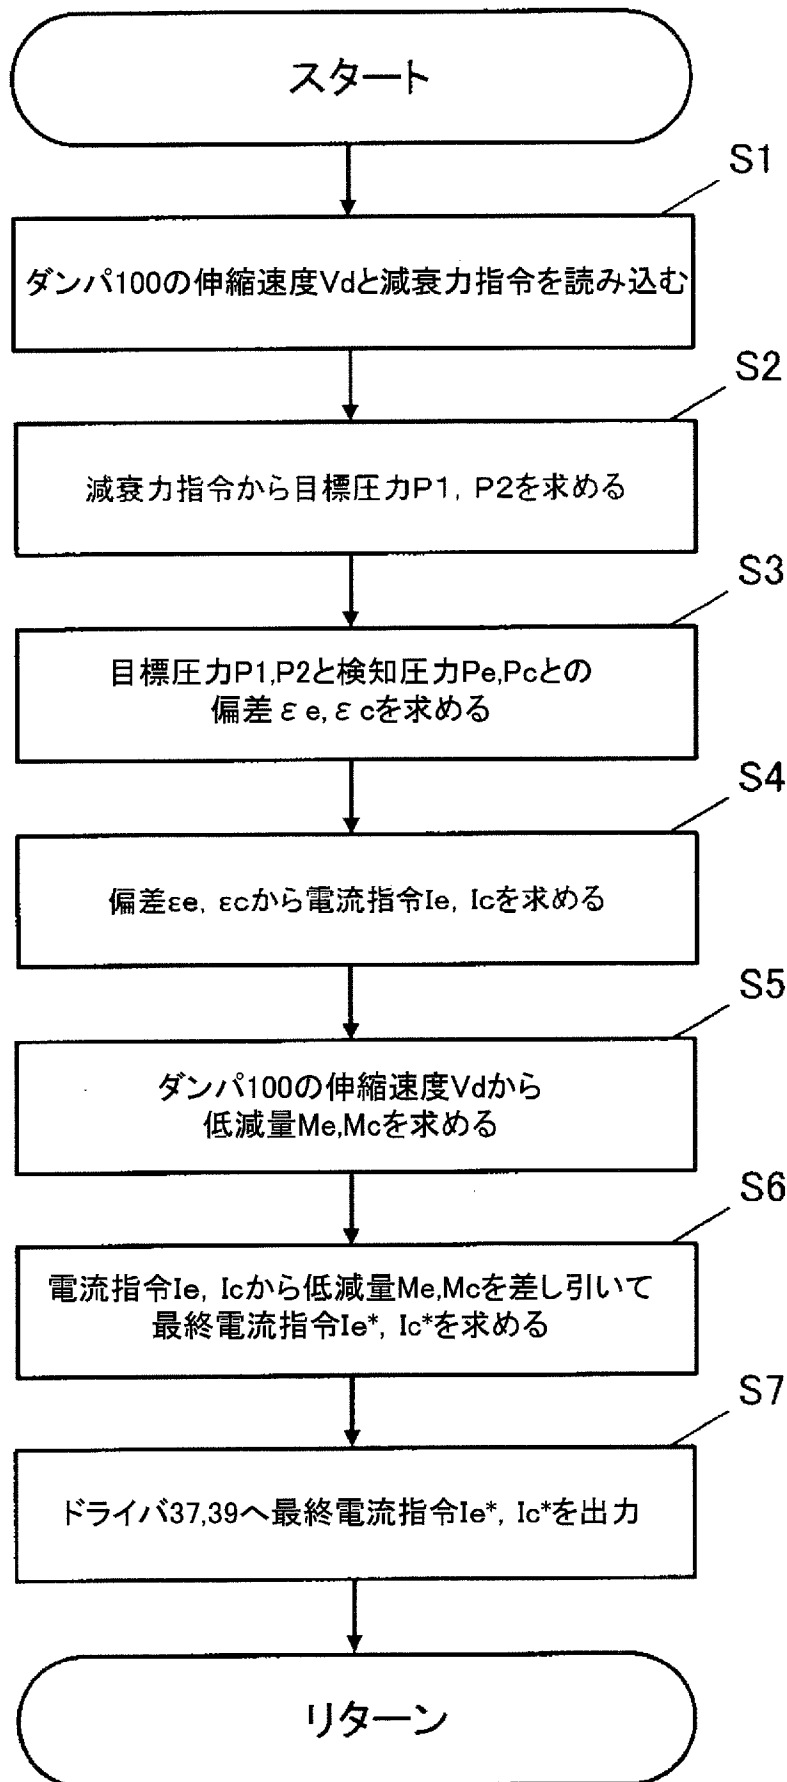 スタート
S1
ダンパ100の伸縮速度Vdと減衰力指令を読み込む
S2
減衰力指令から目標圧力P1, P2を求める
S3
目標圧力P1,P2と検知圧力Pe,Pcとの
偏差εe,εcを求める
S4
偏差εe, εcから電流指令Ie, Icを求める
S5
ダンパ100の伸縮速度Vdから
低減量Me,Mcを求める
S6
電流指令Ie, Icから低減量Me,Mcを差し引いて
最終電流指令Ie*, Ic*を求める
S7
ドライバ37,39へ最終電流指令Ie*, Ic*を出力
リターン